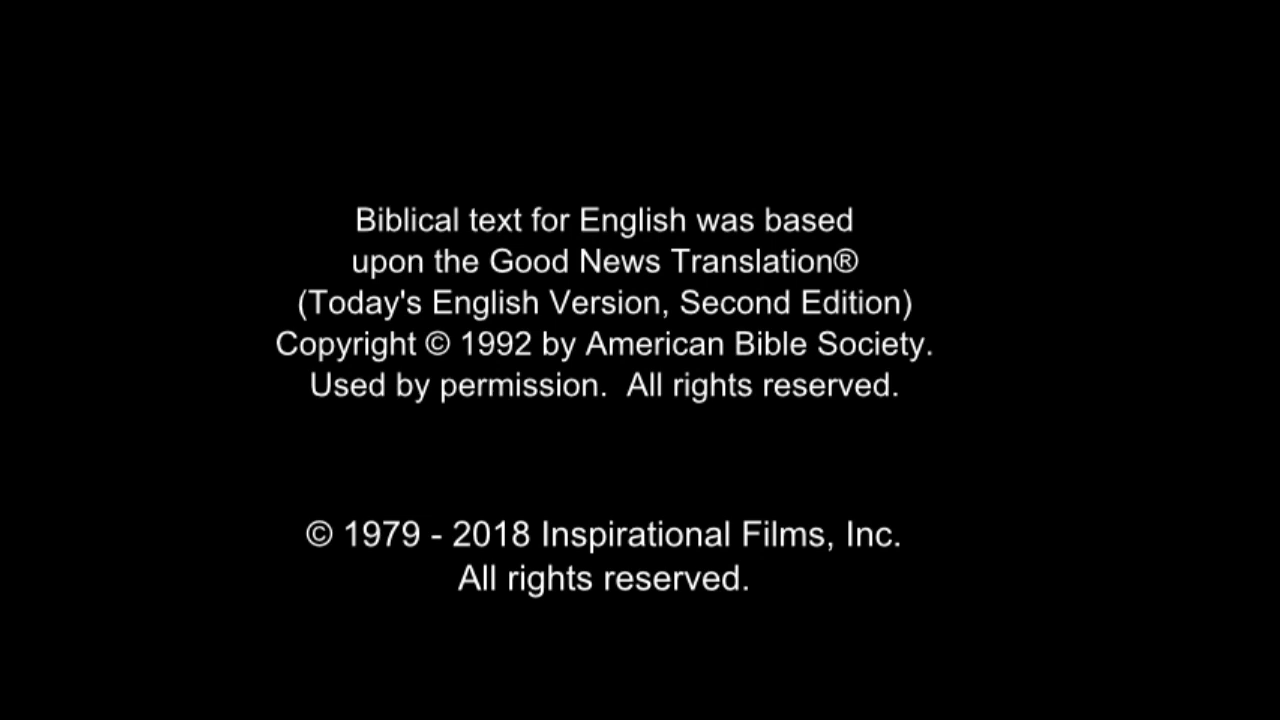 Biblical text for English was based
upon the Good News Translation®
(Today's English Version, Second Edition)
Copyright © 1992 by American Bible Society.
Used by permission.  All rights reserved.
© 1979 - 2018 Inspirational Films, Inc.
All rights reserved.